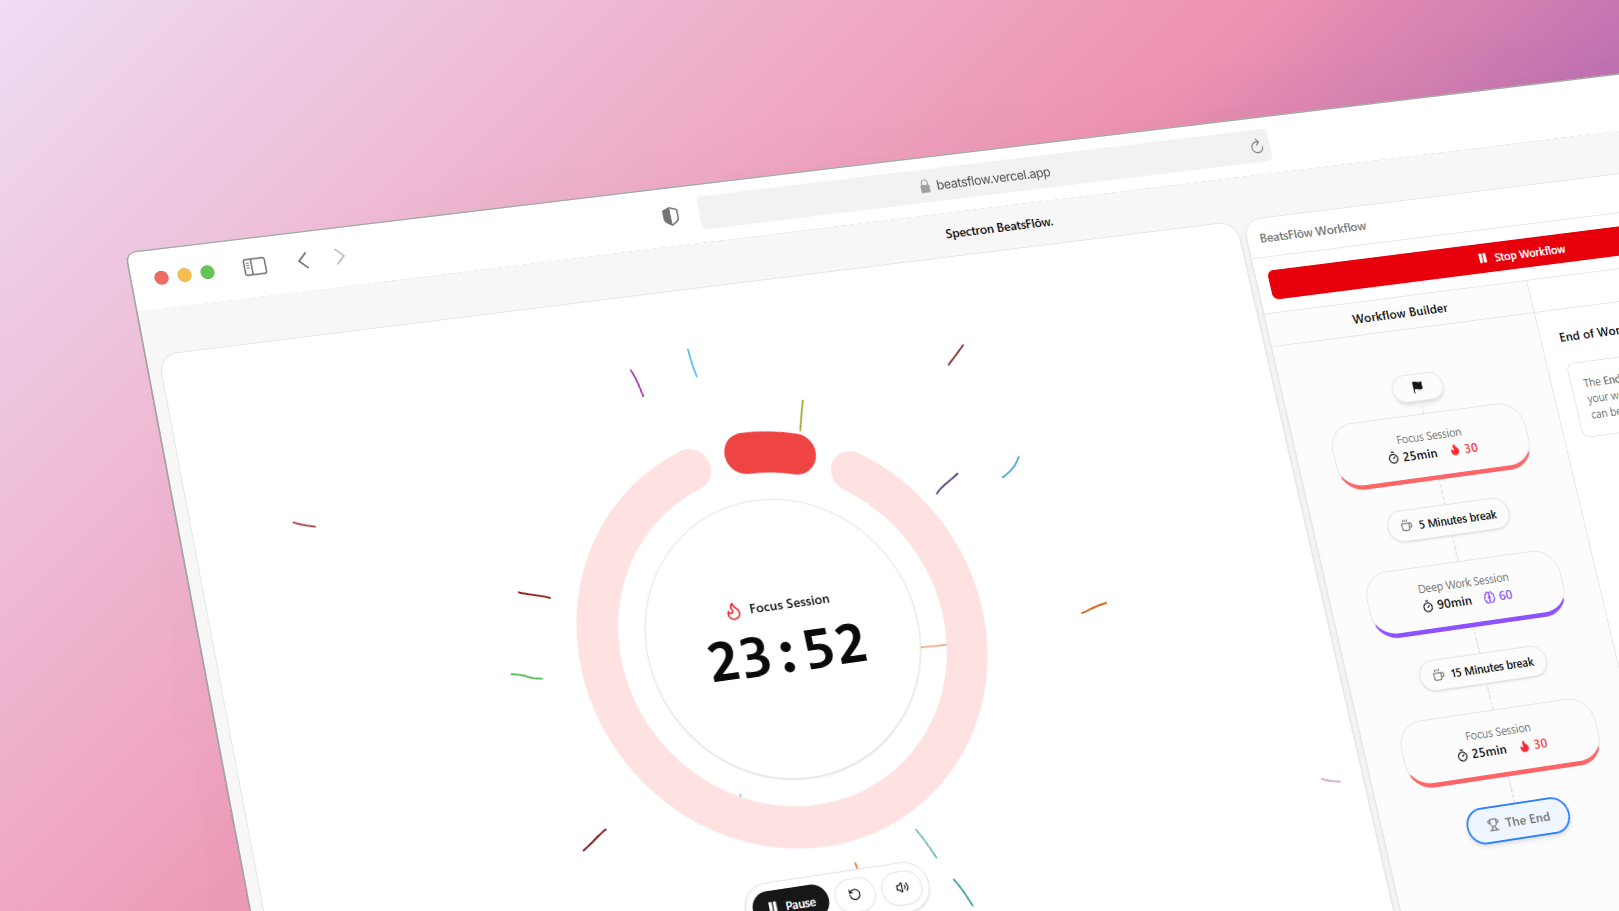 beatsflow.vercel.app
Spectron BeatsFlōw.
Focus Session
23:52
Pause
BeatsFlōw Workflow
Stop Workflow
Workflow Builder
Focus Session
25min 30
5 Minutes break
Deep Work Session
90min 60
15 Minutes break
Focus Session
25min 30
The End
End of
The End
your
can be